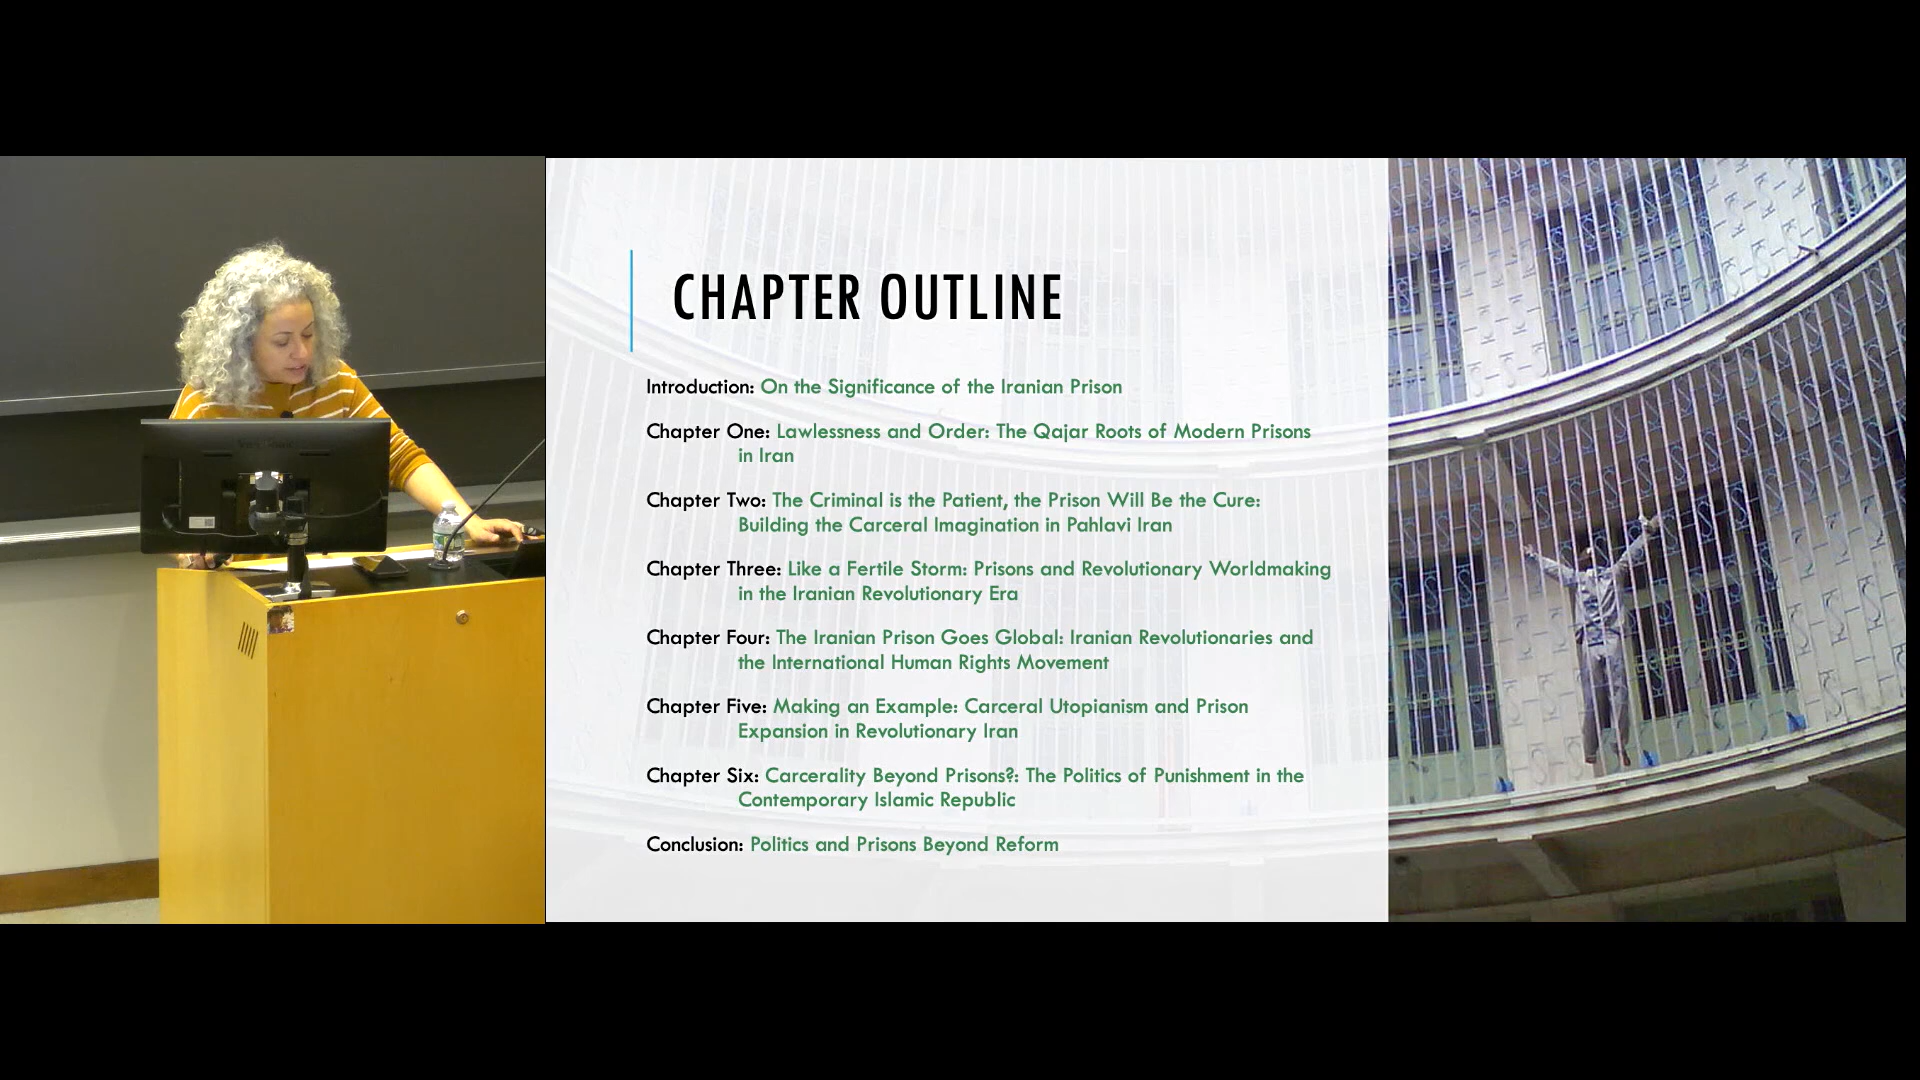 CHAPTER OUTLINE
Introduction: On the Significance of the Iranian Prison
Chapter One: Lawlessness and Order: The Qajar Roots of Modern Prisons
in Iran
Chapter Two: The Criminal is the Patient, the Prison Will Be the Cure:
Building the Carceral Imagination in Pahlavi Iran
Chapter Three: Like a Fertile Storm: Prisons and Revolutionary Worldmaking
in the Iranian Revolutionary Era
Chapter Four: The Iranian Prison Goes Global: Iranian Revolutionaries and
the International Human Rights Movement
Chapter Five: Making an Example: Carceral Utopianism and Prison
Expansion in Revolutionary Iran
Chapter Six: Carcerality Beyond Prisons?: The Politics of Punishment in the
Contemporary Islamic Republic
Conclusion: Politics and Prisons Beyond Reform